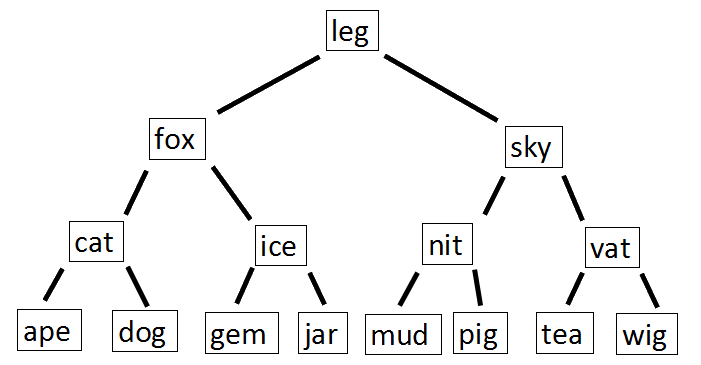 leg
fox
sky
cat
ice
nit
vat
ape
dog
gem
jar
mud
pig
tea
wig